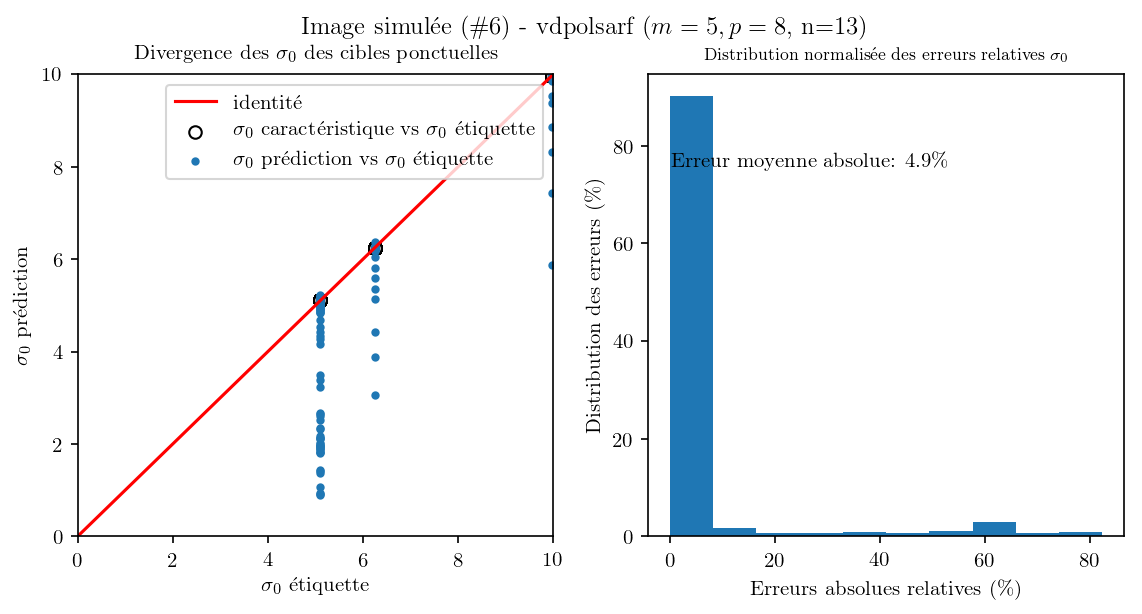 Image simulée (#6) - vdpolsarf (m = 5, p = 8, n=13)
Divergence des σ₀ des cibles ponctuelles
identité
σ₀ caractéristique vs σ₀ étiquette
σ₀ prédiction vs σ₀ étiquette
σ₀ prédiction
10
8
6
4
2
0
0 2 4 6 8 10
σ₀ étiquette
Distribution normalisée des erreurs relatives σ₀
Erreur moyenne absolue: 4.9%
Distribution des erreurs (%)
80
60
40
20
0
0 20 40 60 80
Erreurs absolues relatives (%)